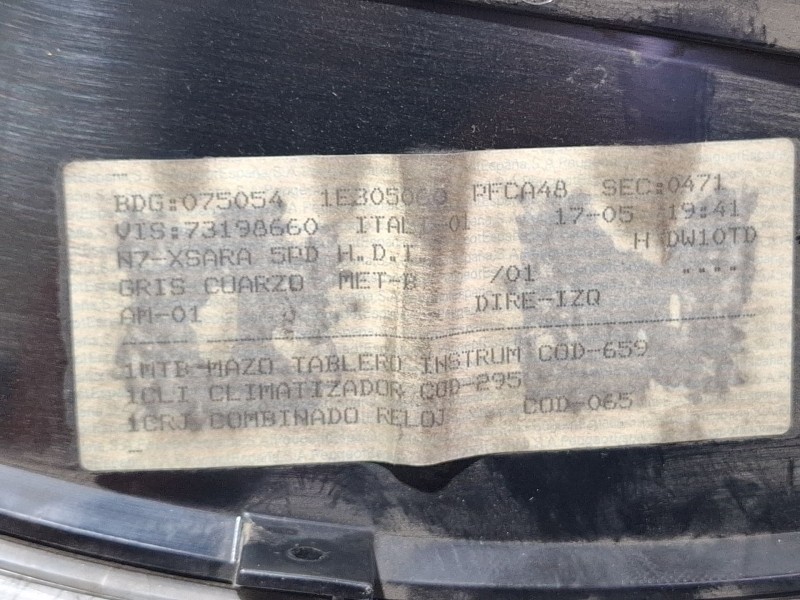 BDG:075054 1E305060 PFCA48 SEC:0471
VIS:73198660 ITALI 01 17-05 19:41
N7-XSARA 5PD H.D.I. H DW10TD
GRIS CUARZO MET-B /01 """"
AM-01 DIRE-IZQ
1MTB MAZO TABLERO INSTRUM COD-659
1CLI CLIMATIZADOR COD-295
1CRJ COMBINADO RELOJ COD-065